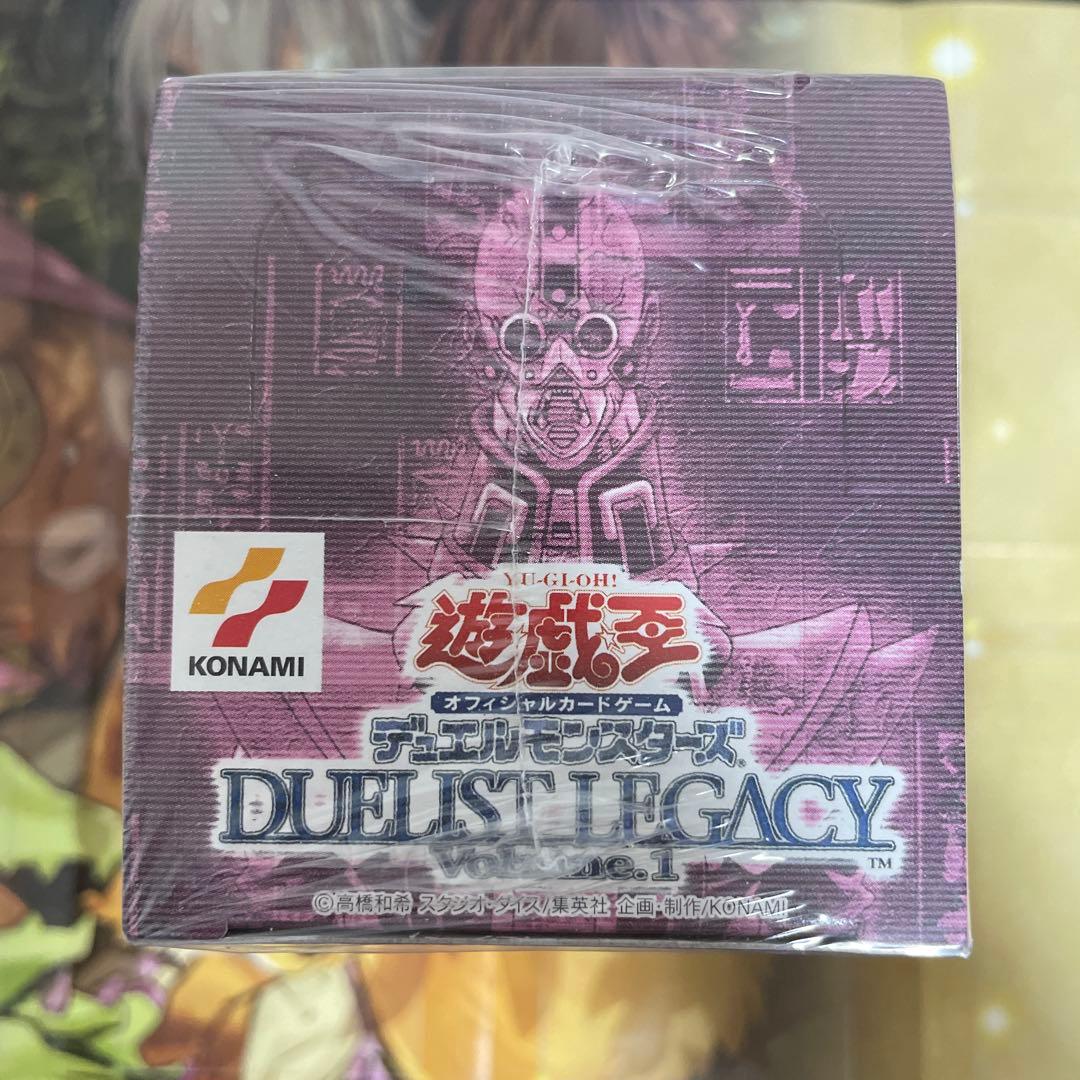 KONAMI
YU-GI-OH!
遊戯王
オフィシャルカードゲーム
デュエルモンスターズ®
DUELIST LEGACY™
Volume.1
©高橋和希 スタジオ・ダイス/集英社 企画・制作/KONAMI